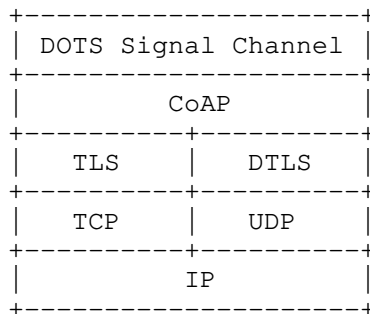 DOTS Signal Channel
CoAP
TLS | DTLS
TCP | UDP
IP